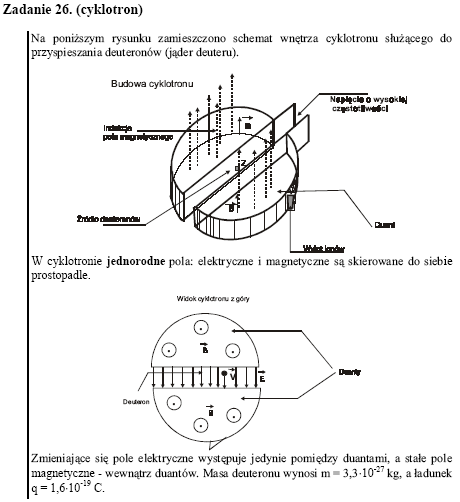 Zadanie 26. (cyklotron)
Na poniższym rysunku zamieszczono schemat wnętrza cyklotronu służącego do
przyspieszania deuteronów (jąder deuteru).
Budowa cyklotronu
Napięcie o wysokiej
częstotliwości
Indukcja
pola magnetycznego
B
Z
Źródło deuteronów
B
Duant
Wylot jonów
W cyklotronie jednorodne pola: elektryczne i magnetyczne są skierowane do siebie
prostopadle.
Widok cyklotronu z góry
B
Duanty
V
E
Deuteron
B
Zmieniające się pole elektryczne występuje jedynie pomiędzy duantami, a stałe pole
magnetyczne - wewnątrz duantów. Masa deuteronu wynosi m = 3,3·10⁻²⁷ kg, a ładunek
q = 1,6·10⁻¹⁹ C.